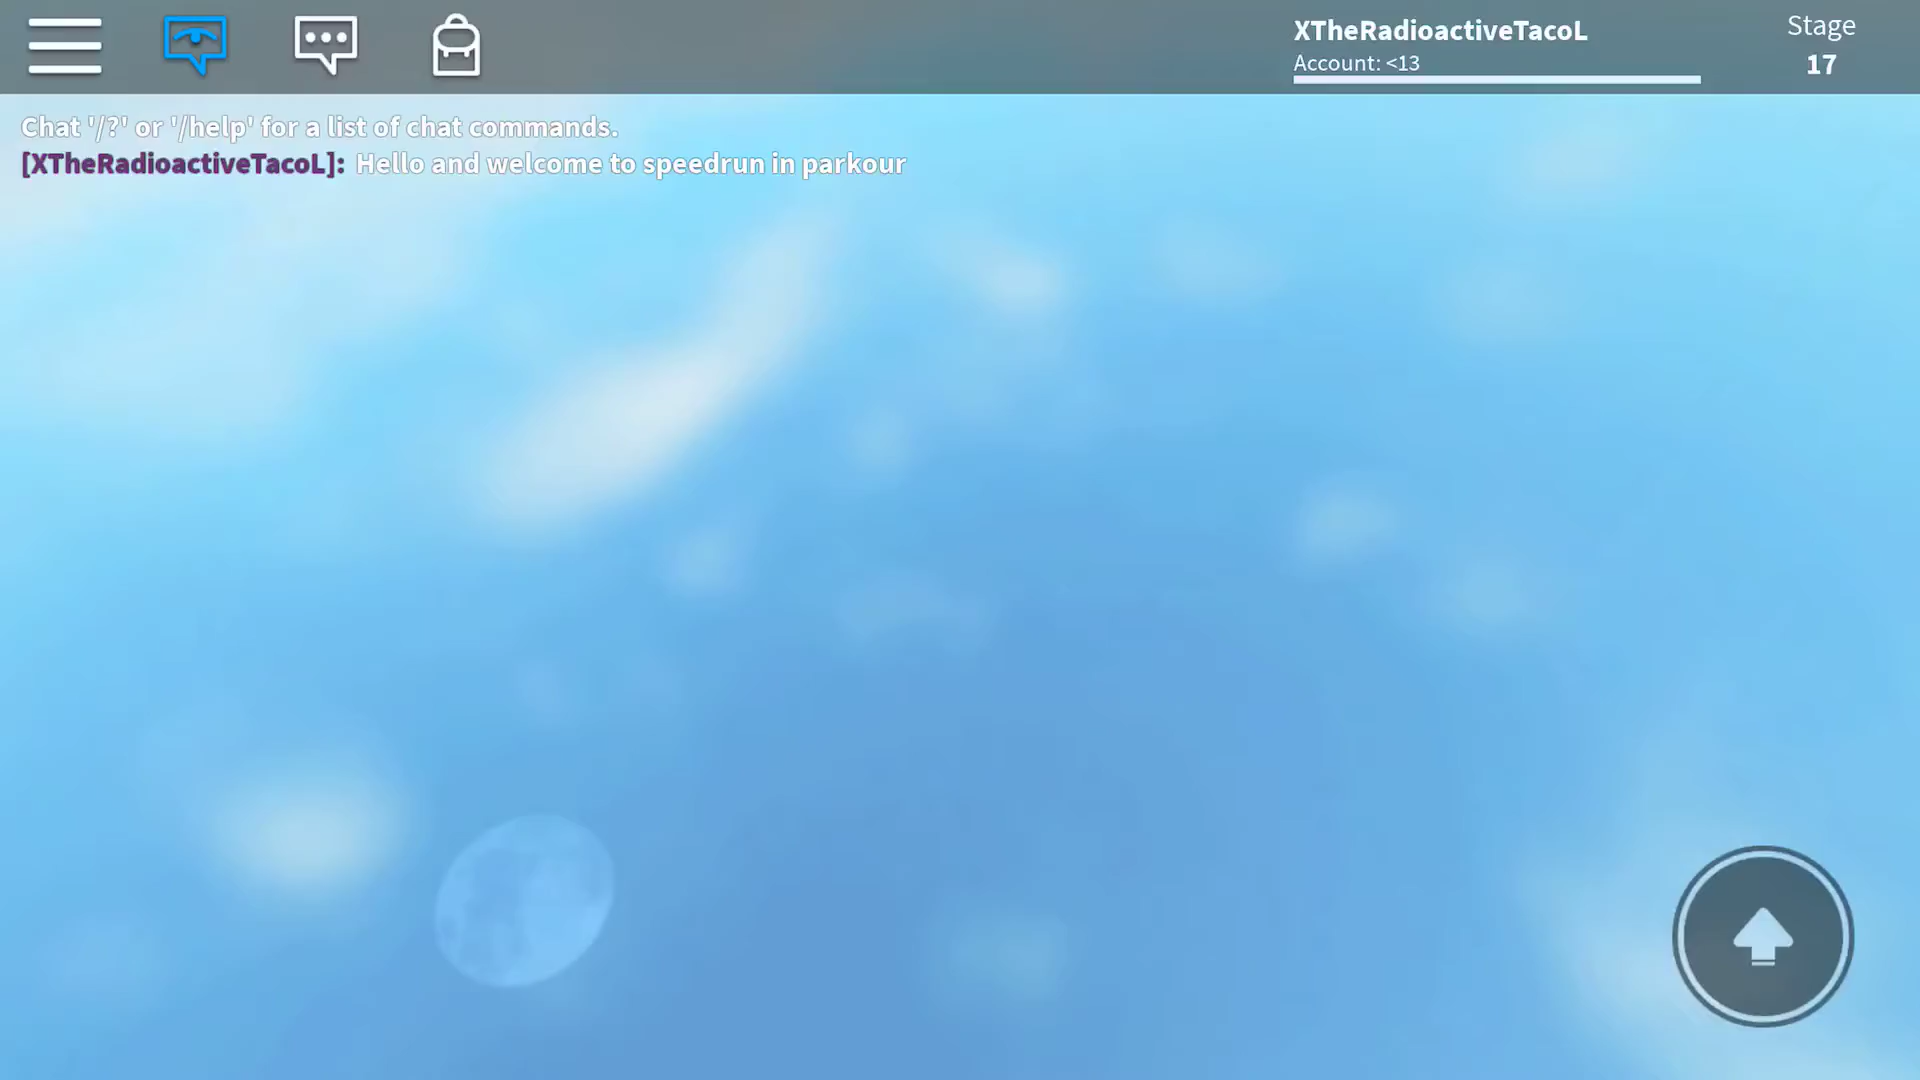 XTheRadioactiveTacoL
Account: <13
Stage
17
Chat '/?' or '/help' for a list of chat commands.
[XTheRadioactiveTacoL]: Hello and welcome to speedrun in parkour